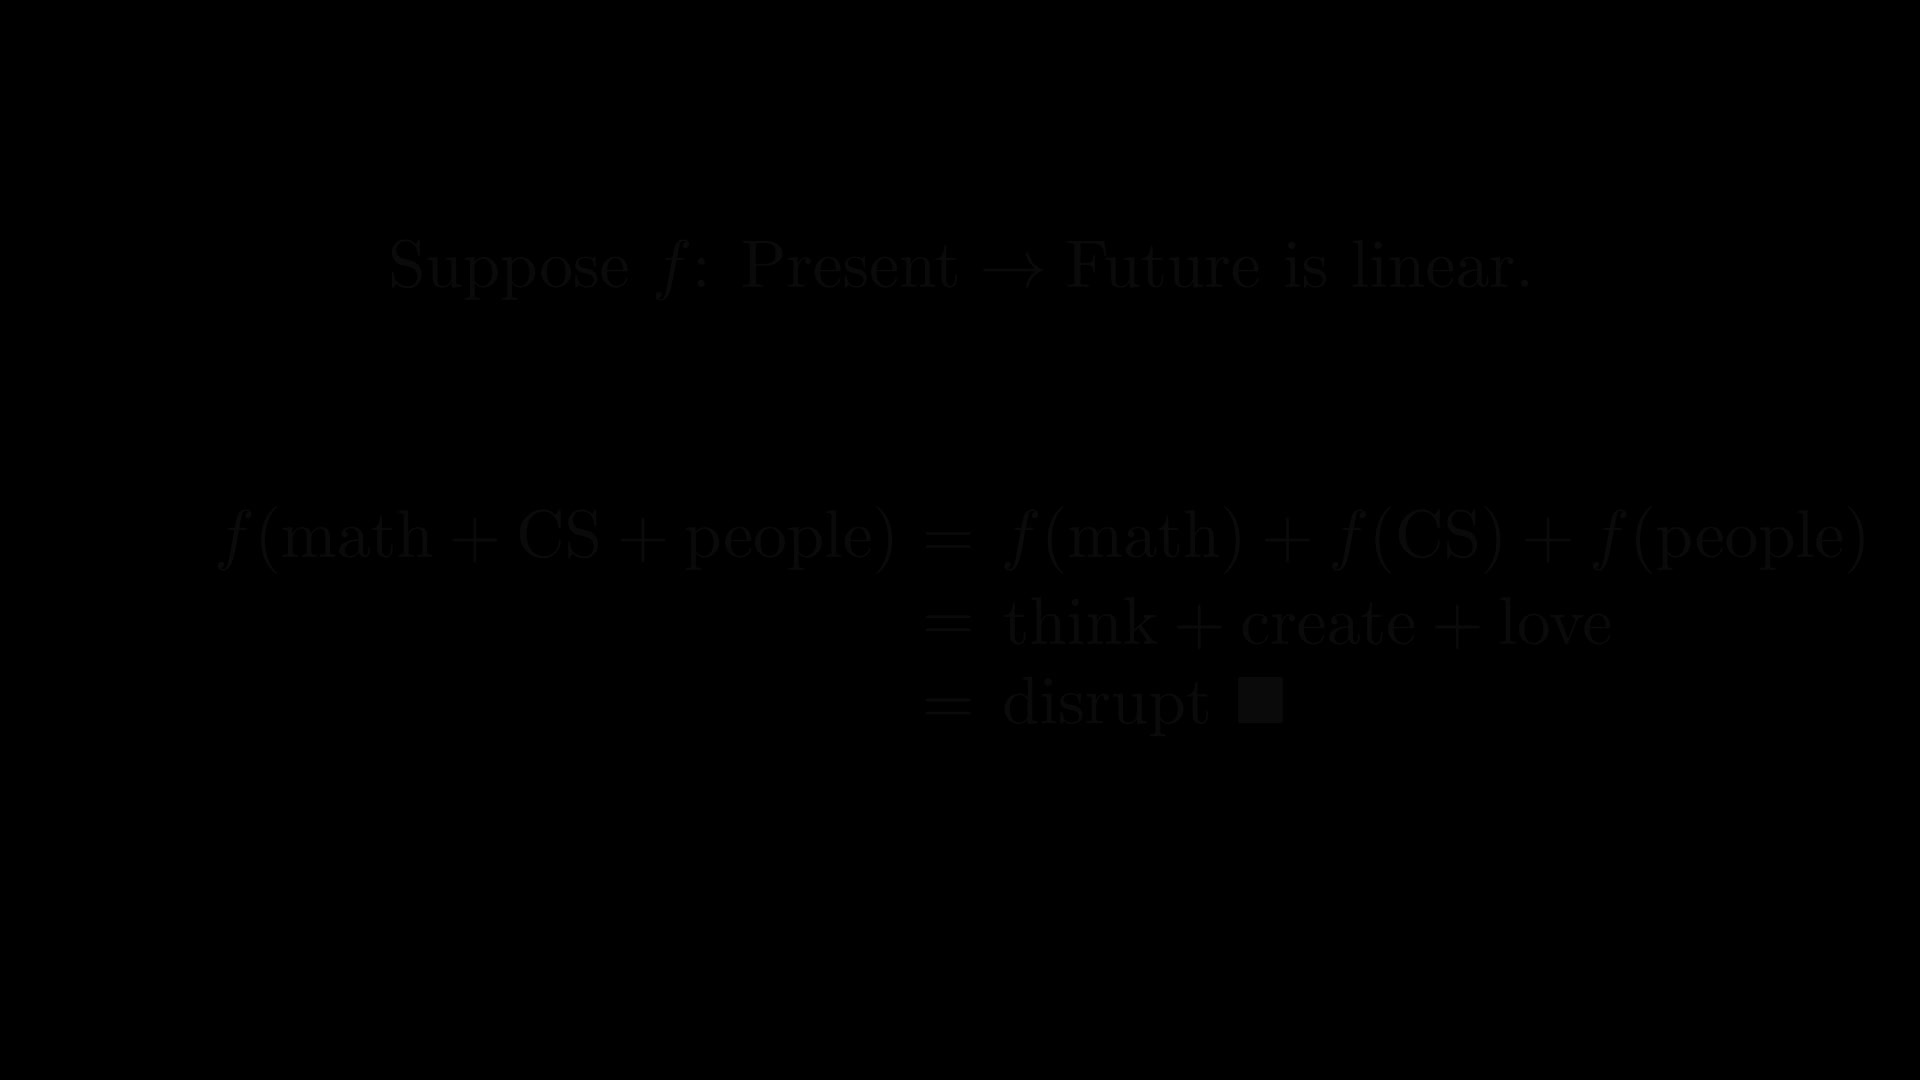 Suppose f: Present → Future is linear.
f(math + CS + people) = f(math) + f(CS) + f(people)
= think + create + love
= disrupt ■